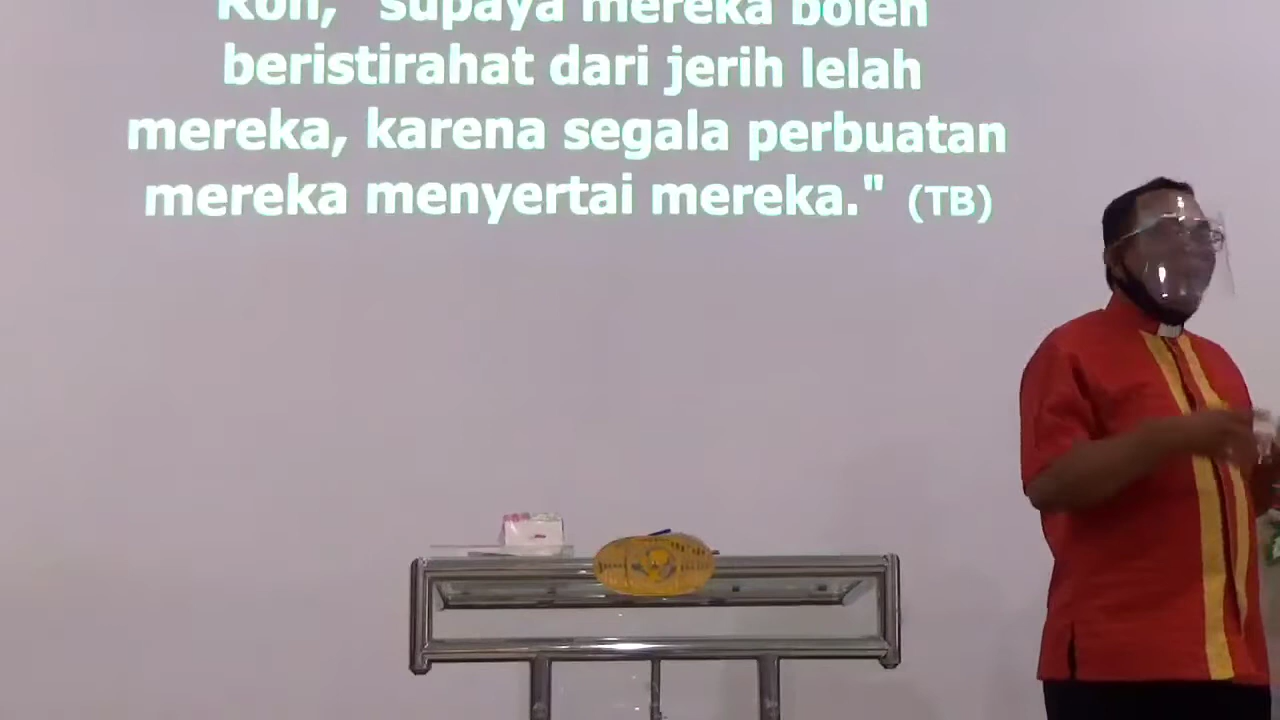 Roh, "supaya mereka boleh
beristirahat dari jerih lelah
mereka, karena segala perbuatan
mereka menyertai mereka." (TB)